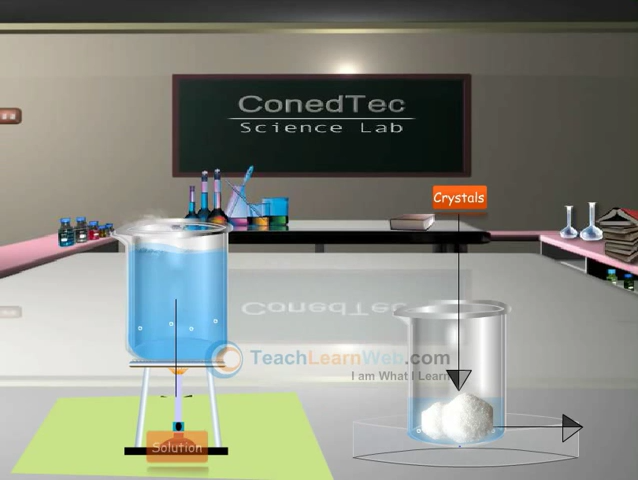 ConedTec
Science Lab
Crystals
TeachLearnWeb.com
I am What I Learn
Solution